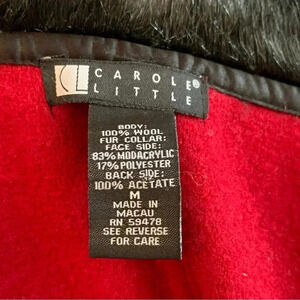 CAROLE®
LITTLE
BODY:
100% WOOL
FUR COLLAR:
FACE SIDE:
83% MODACRYLIC
17% POLYESTER
BACK SIDE:
100% ACETATE
M
MADE IN
MACAU
RN 59478
SEE REVERSE
FOR CARE